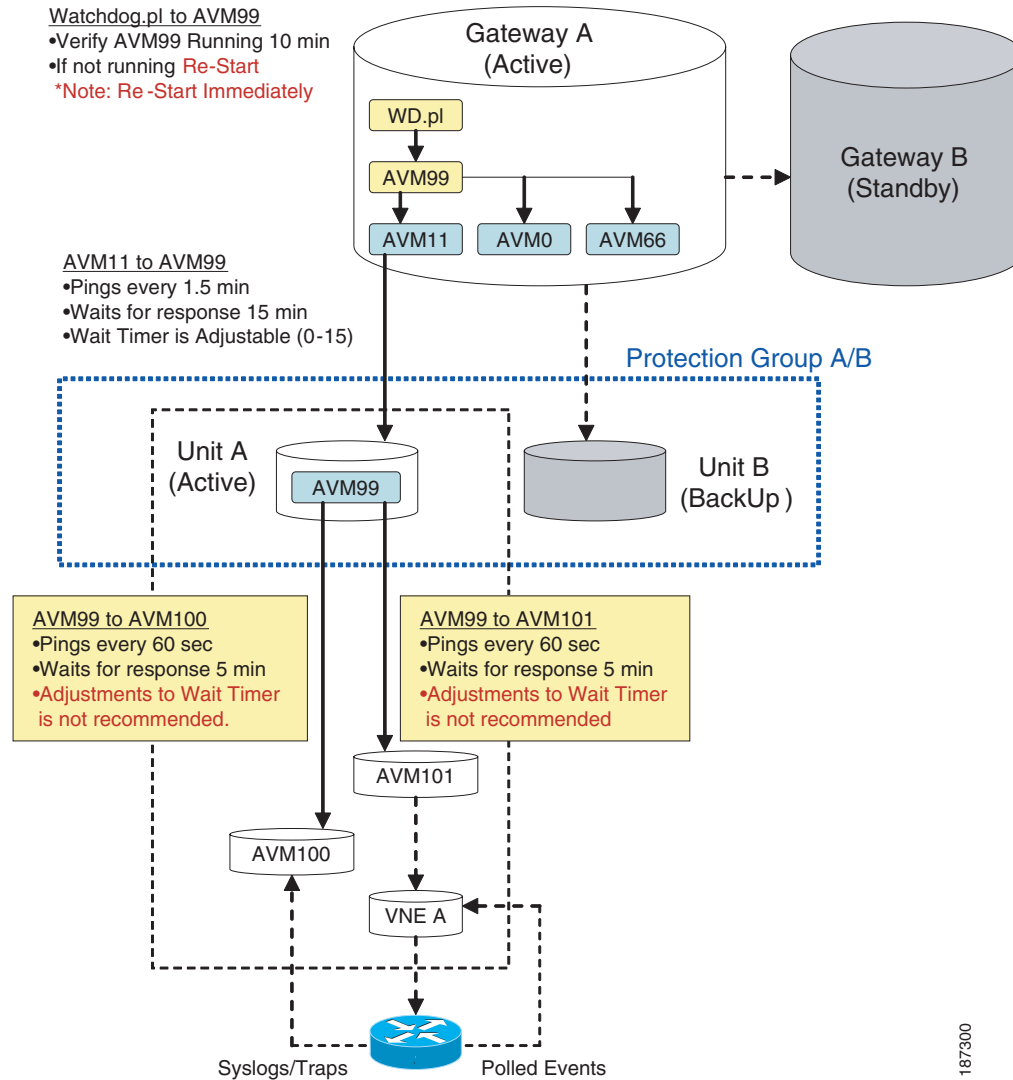 Watchdog.pl to AVM99
•Verify AVM99 Running 10 min
•If not running Re-Start
*Note: Re-Start Immediately
Gateway A
(Active)
WD.pl
AVM99
AVM11
AVM0
AVM66
Gateway B
(Standby)
AVM11 to AVM99
•Pings every 1.5 min
•Waits for response 15 min
•Wait Timer is Adjustable (0-15)
Protection Group A/B
Unit A
(Active)
AVM99
Unit B
(BackUp)
AVM99 to AVM100
•Pings every 60 sec
•Waits for response 5 min
•Adjustments to Wait Timer
is not recommended.
AVM99 to AVM101
•Pings every 60 sec
•Waits for response 5 min
•Adjustments to Wait Timer
is not recommended
AVM101
AVM100
VNE A
Syslogs/Traps
Polled Events
187300